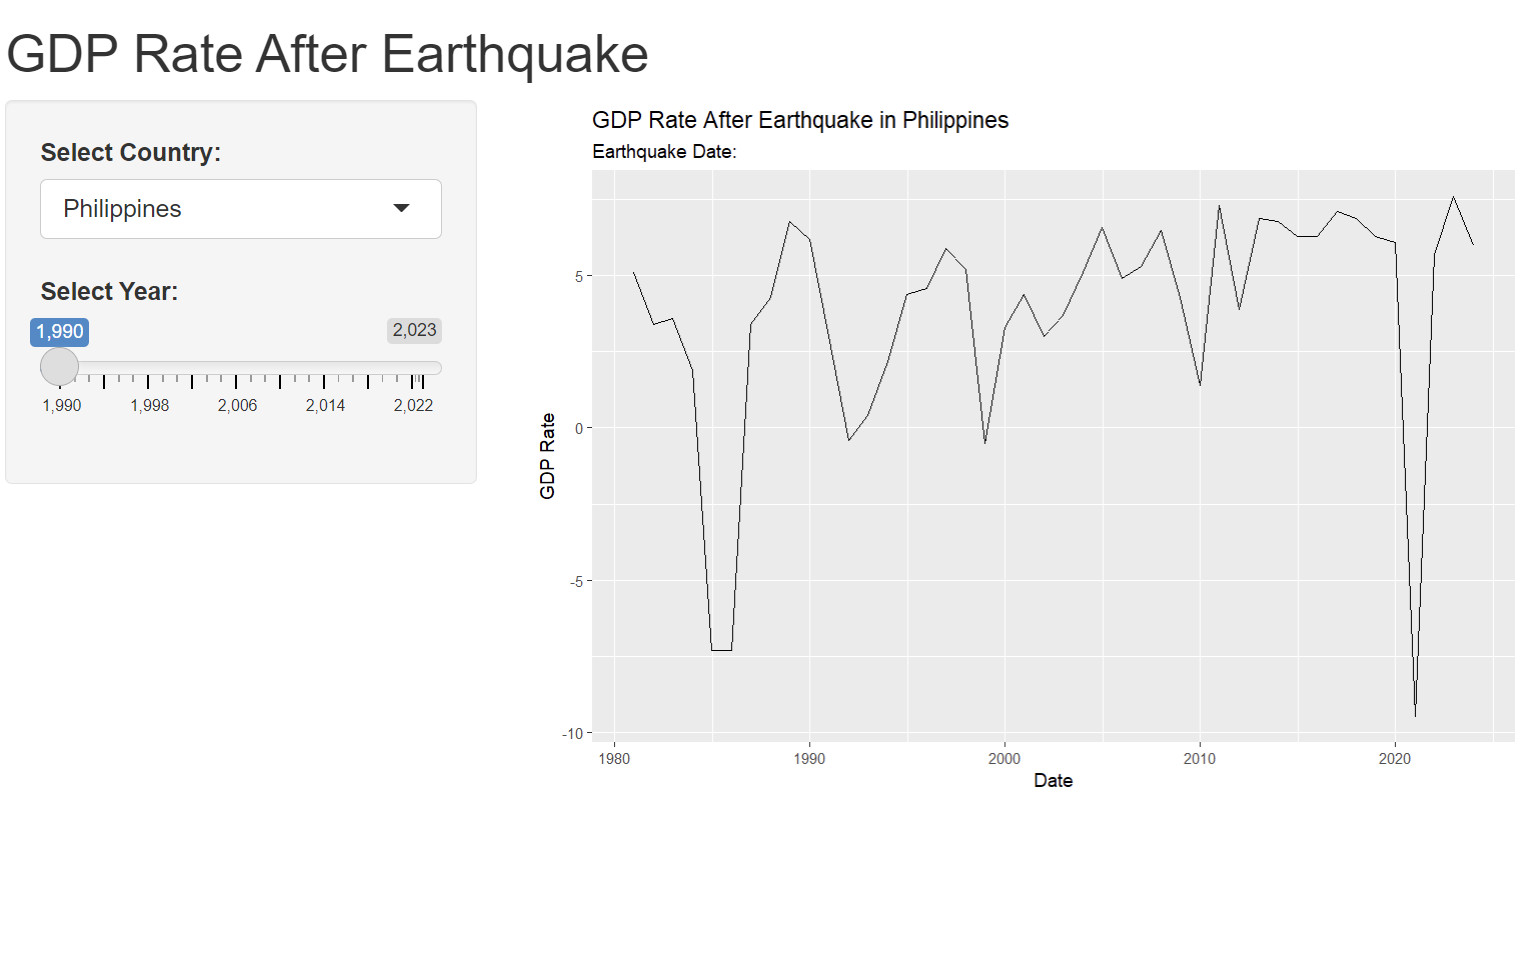 GDP Rate After Earthquake
Select Country:
Philippines
Select Year:
1,990
2,023
1,990 1,998 2,006 2,014 2,022
GDP Rate After Earthquake in Philippines
Earthquake Date:
GDP Rate
5
0
-5
-10
1980 1990 2000 2010 2020
Date